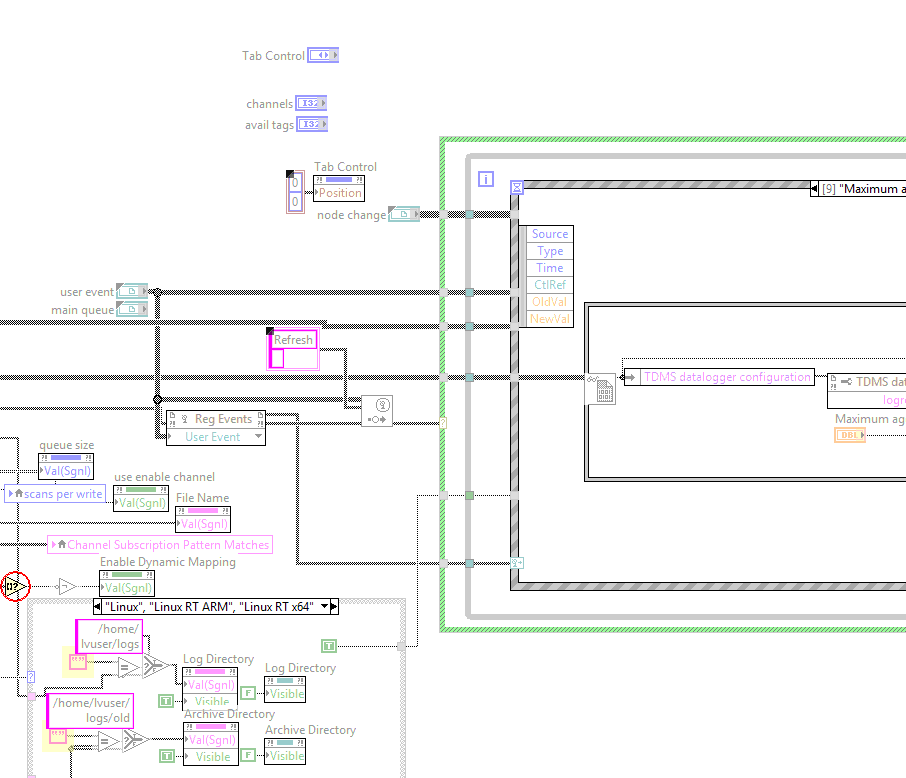 Tab Control
channels I32
avail tags I32
Tab Control
0
Position
0
node change
i
[9] "Maximum a
Source
Type
Time
CtlRef
OldVal
NewVal
user event
main queue
Refresh
TDMS datalogger configuration
TDMS da
logre
Maximum ag
DBL
Reg Events
User Event
?
queue size
Val(Sgnl)
scans per write
use enable channel
Val(Sgnl)
File Name
Val(Sgnl)
Channel Subscription Pattern Matches
Enable Dynamic Mapping
Val(Sgnl)
"Linux", "Linux RT ARM", "Linux RT x64"
/home/
lvuser/logs
T
Log Directory
Val(Sgnl)
Visible
T
F
Log Directory
Visible
?
/home/lvuser/
logs/old
Archive Directory
Val(Sgnl)
Visible
T
F
Archive Directory
Visible